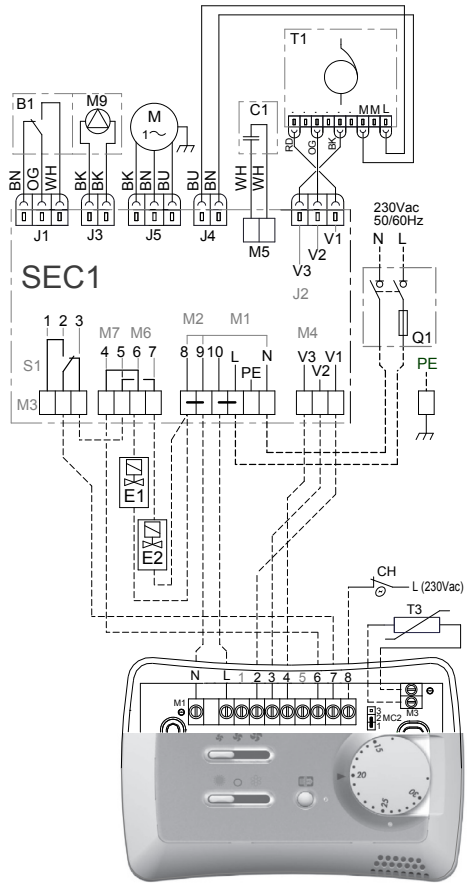 T1
B1
M9
M
1~
C1
M M L
RD
OG
BK
BN
OG
WH
BK
BK
BK
BN
BU
BU
BN
WH
WH
J1
J3
J5
J4
M5
V1
V2
V3
J2
230Vac
50/60Hz
N L
Q1
PE
SEC1
1 2 3
S1
M3
M7 M6
4 5 6 7
M2 M1
8 9 10 L PE N
M4
V3 V2 V1
E1
E2
CH
L (230Vac)
T3
N L 1 2 3 4 5 6 7 8
M1
3
2
1
MC2
M3
15
20
25
30